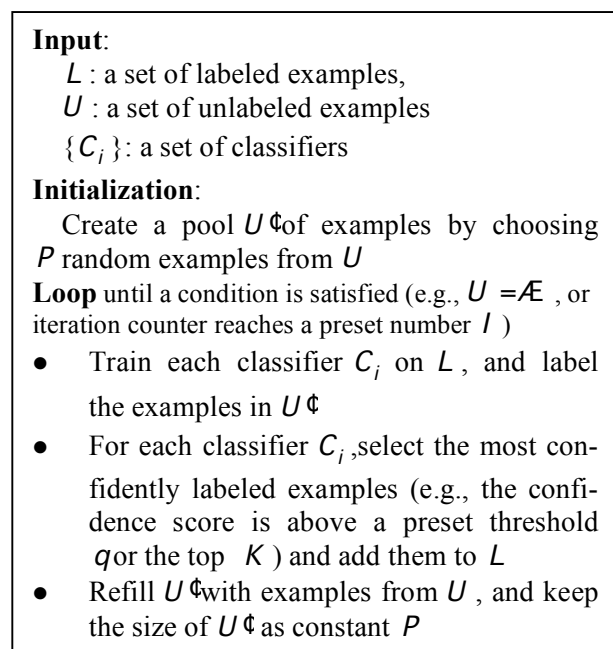 Input:
L : a set of labeled examples,
U : a set of unlabeled examples
{C_i}: a set of classifiers
Initialization:
Create a pool U¢ of examples by choosing
P random examples from U
Loop until a condition is satisfied (e.g., U =Æ , or
iteration counter reaches a preset number I )
● Train each classifier C_i on L , and label
the examples in U¢
● For each classifier C_i ,select the most con-
fidently labeled examples (e.g., the confi-
dence score is above a preset threshold
q or the top K ) and add them to L
● Refill U¢ with examples from U , and keep
the size of U¢ as constant P